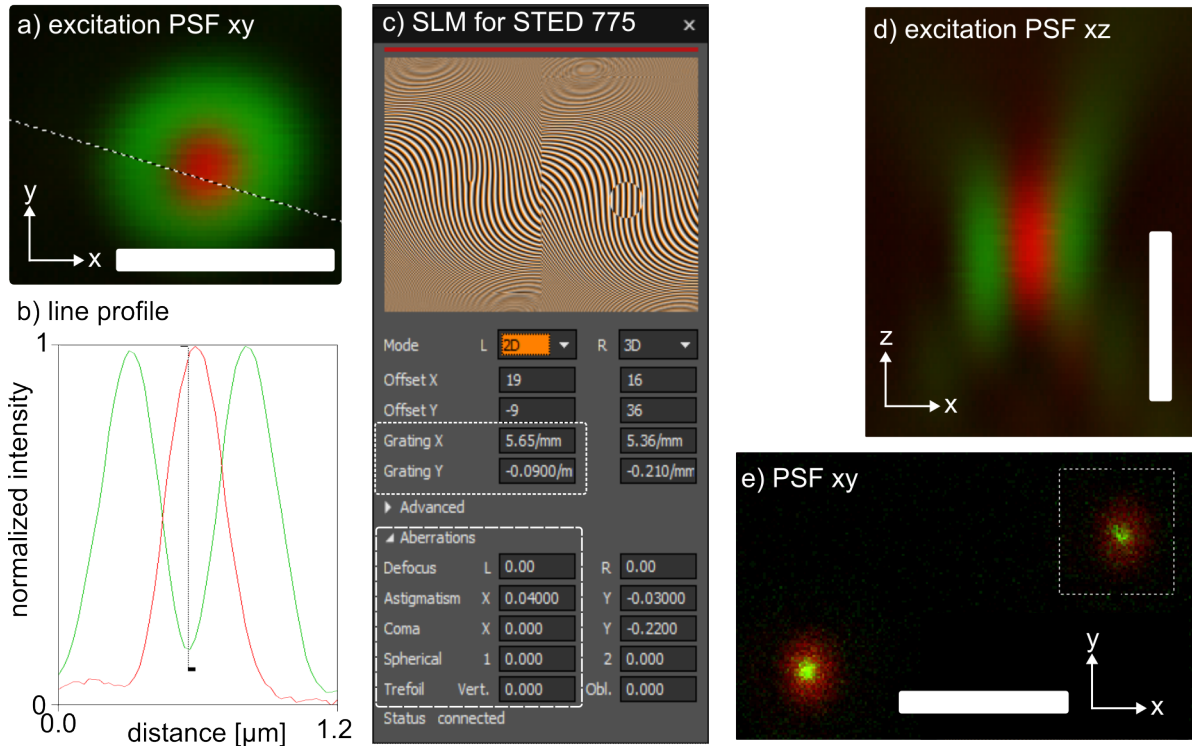 a) excitation PSF xy
y
x
b) line profile
1
normalized intensity
0
0.0
distance [µm]
1.2
c) SLM for STED 775 ×
Mode L 2D R 3D
Offset X 19 16
Offset Y -9 36
Grating X 5.65/mm 5.36/mm
Grating Y -0.0900/m -0.210/mm
Advanced
Aberrations
Defocus L 0.00 R 0.00
Astigmatism X 0.04000 Y -0.03000
Coma X 0.000 Y -0.2200
Spherical 1 0.000 2 0.000
Trefoil Vert. 0.000 Obl. 0.000
Status connected
d) excitation PSF xz
z
x
e) PSF xy
y
x